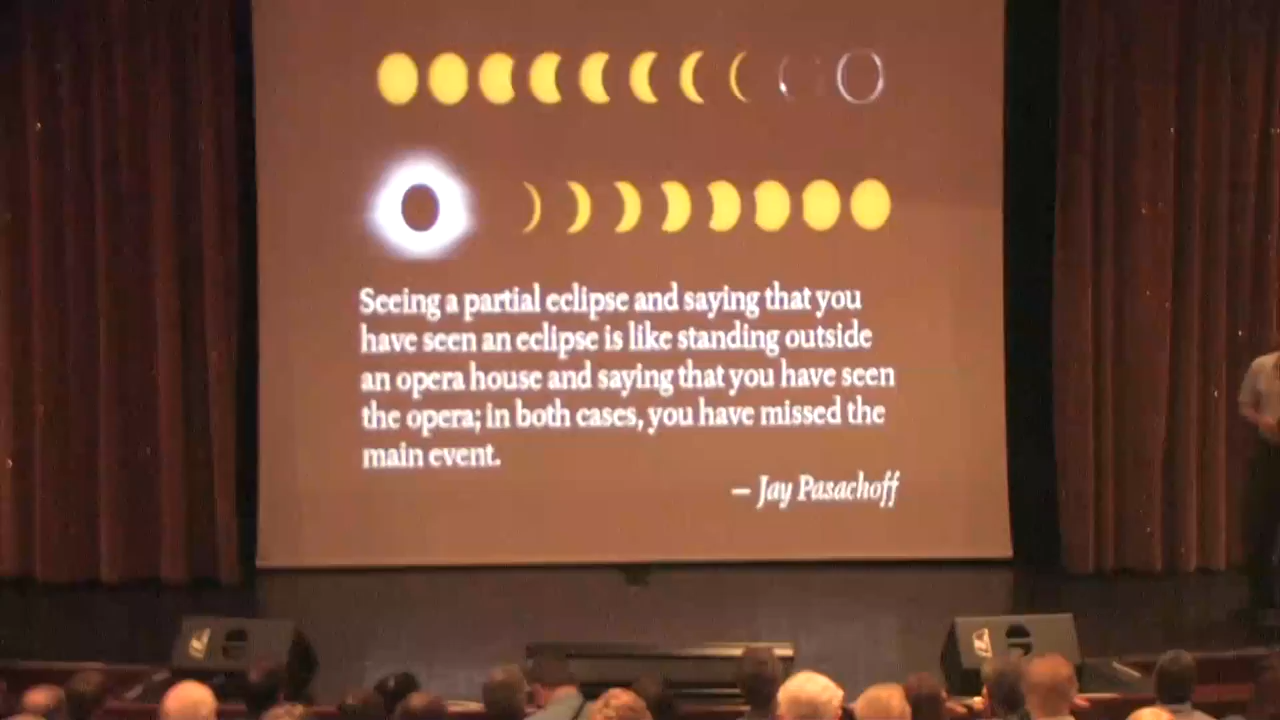 Seeing a partial eclipse and saying that you
have seen an eclipse is like standing outside
an opera house and saying that you have seen
the opera; in both cases, you have missed the
main event.
– Jay Pasachoff